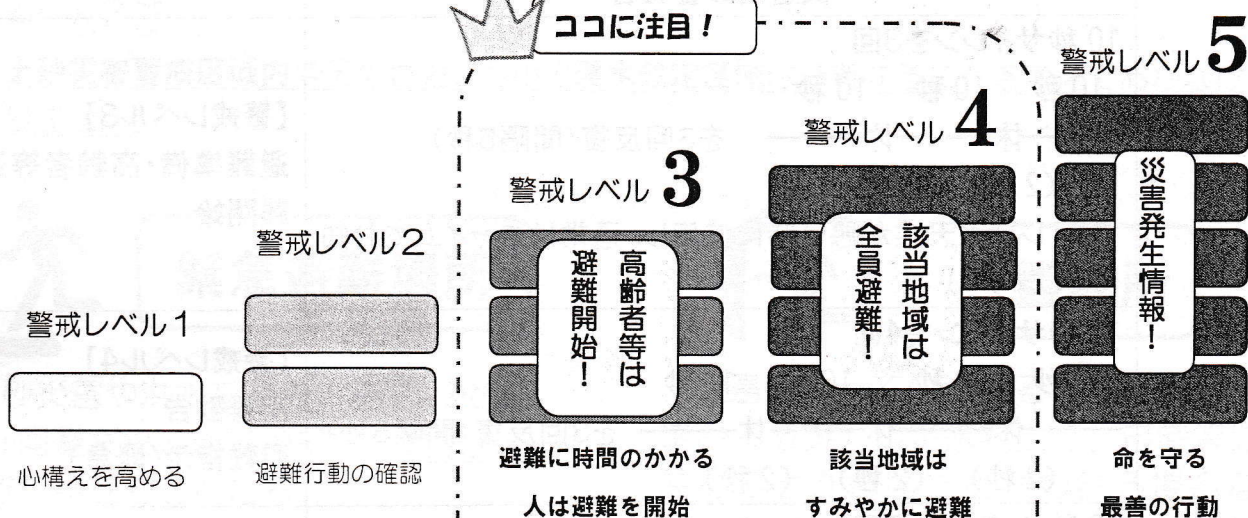 ココに注目！
警戒レベル1
心構えを高める
警戒レベル2
避難行動の確認
警戒レベル3
高齢者等は
避難開始！
避難に時間のかかる
人は避難を開始
警戒レベル4
該当地域は
全員避難！
該当地域は
すみやかに避難
警戒レベル5
災害発生情報！
命を守る
最善の行動